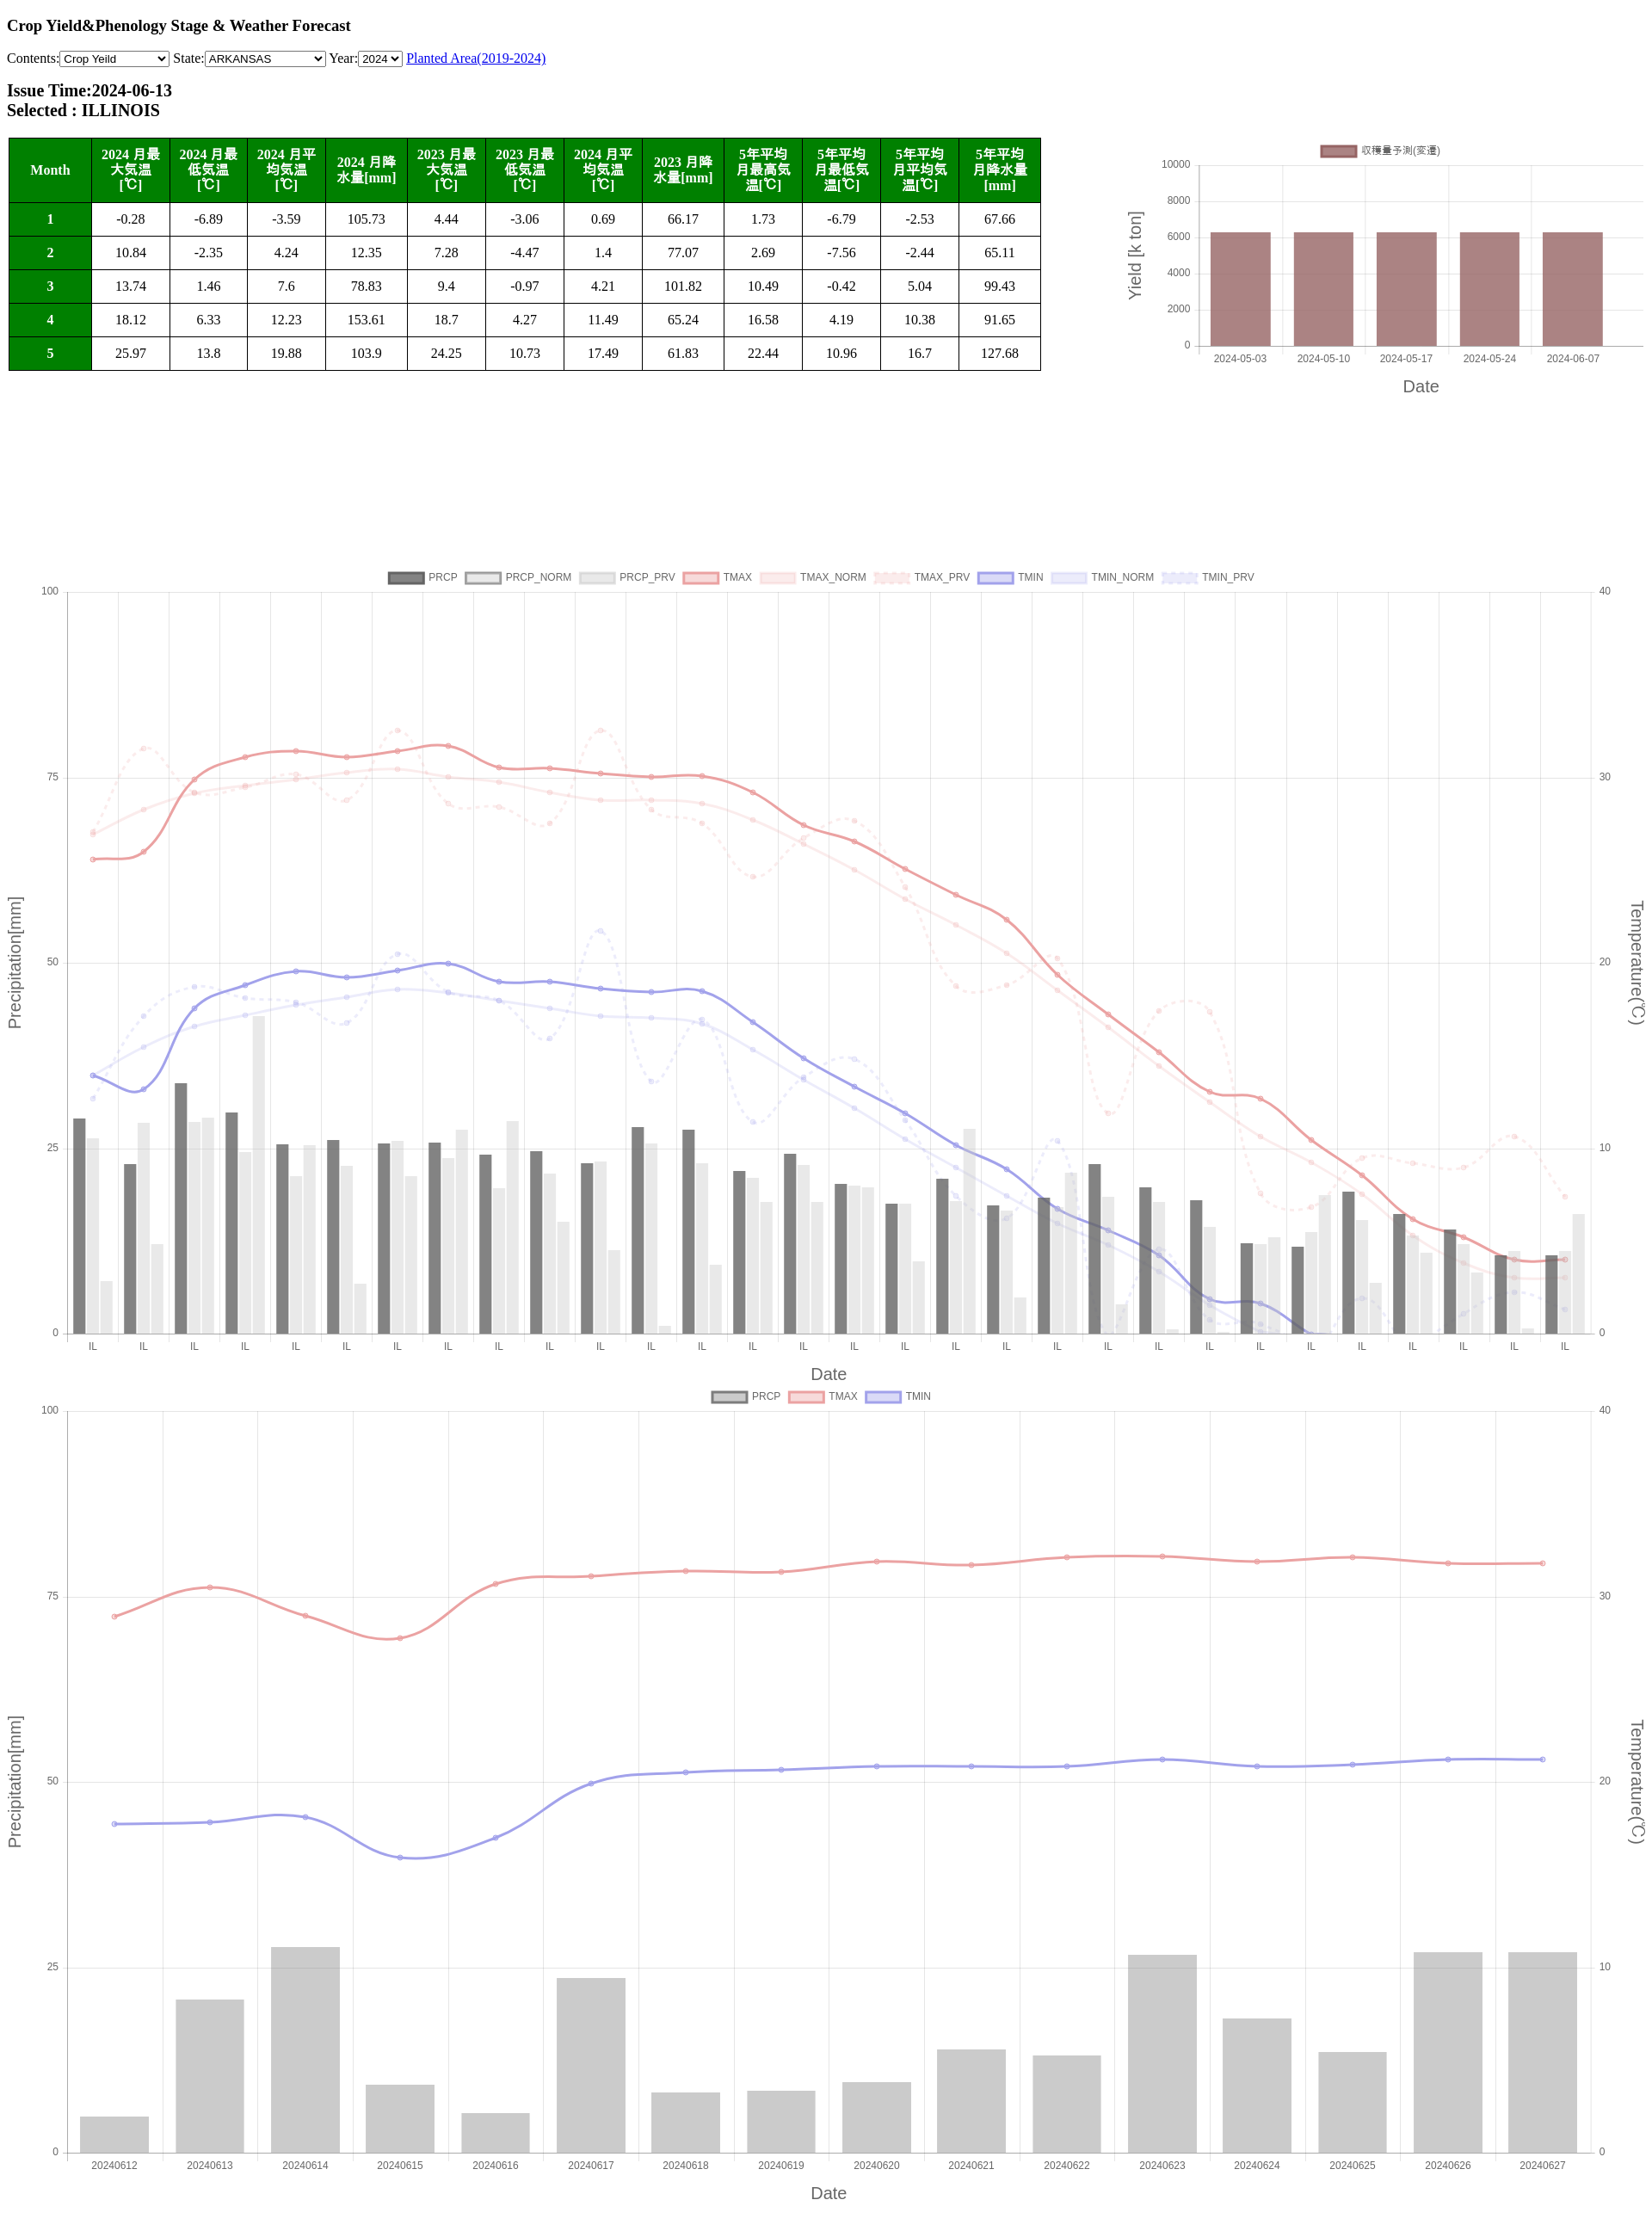 Crop Yield&Phenology Stage & Weather Forecast
Contents: Crop Yeild State: ARKANSAS Year: 2024 Planted Area(2019-2024)
Issue Time:2024-06-13
Selected : ILLINOIS
Month 2024 月最大気温[℃] 2024 月最低気温[℃] 2024 月平均気温[℃] 2024 月降水量[mm] 2023 月最大気温[℃] 2023 月最低気温[℃] 2024 月平均気温[℃] 2023 月降水量[mm] 5年平均月最高気温[℃] 5年平均月最低気温[℃] 5年平均月平均気温[℃] 5年平均月降水量[mm]
1 -0.28 -6.89 -3.59 105.73 4.44 -3.06 0.69 66.17 1.73 -6.79 -2.53 67.66
2 10.84 -2.35 4.24 12.35 7.28 -4.47 1.4 77.07 2.69 -7.56 -2.44 65.11
3 13.74 1.46 7.6 78.83 9.4 -0.97 4.21 101.82 10.49 -0.42 5.04 99.43
4 18.12 6.33 12.23 153.61 18.7 4.27 11.49 65.24 16.58 4.19 10.38 91.65
5 25.97 13.8 19.88 103.9 24.25 10.73 17.49 61.83 22.44 10.96 16.7 127.68
収穫量予測(変遷)
Yield [k ton]
10000
8000
6000
4000
2000
0
2024-05-03 2024-05-10 2024-05-17 2024-05-24 2024-06-07
Date
PRCP PRCP_NORM PRCP_PRV TMAX TMAX_NORM TMAX_PRV TMIN TMIN_NORM TMIN_PRV
Precipitation[mm]
100 40
75 30
50 20
25 10
0 0
Temperature(℃)
IL IL IL IL IL IL IL IL IL IL IL IL IL IL IL IL IL IL IL IL IL IL IL IL IL IL IL IL IL IL
Date
PRCP TMAX TMIN
Precipitation[mm]
100 40
75 30
50 20
25 10
0 0
Temperature(℃)
20240612 20240613 20240614 20240615 20240616 20240617 20240618 20240619 20240620 20240621 20240622 20240623 20240624 20240625 20240626 20240627
Date